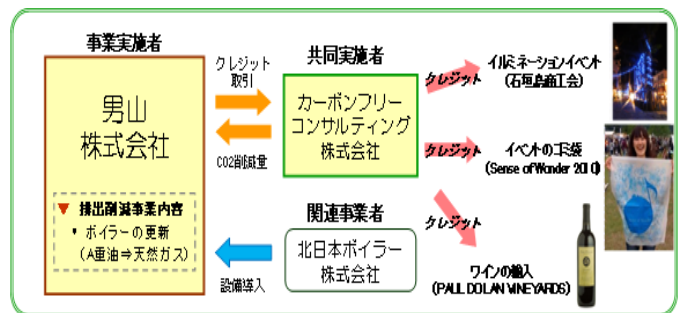 事業実施者
男山
株式会社
▼ 排出削減事業内容
・ボイラーの更新
(A重油⇒天然ガス)
クレジット
取引
CO2削減量
設備導入
共同実施者
カーボンフリー
コンサルティング
株式会社
関連事業者
北日本ボイラー
株式会社
クレジット
イルミネーションイベント
(石垣島商工会)
クレジット
イベントのゴミ袋
(Sense of Wonder 2010)
クレジット
ワインの輸入
(PAUL DOLAN VINEYARDS)